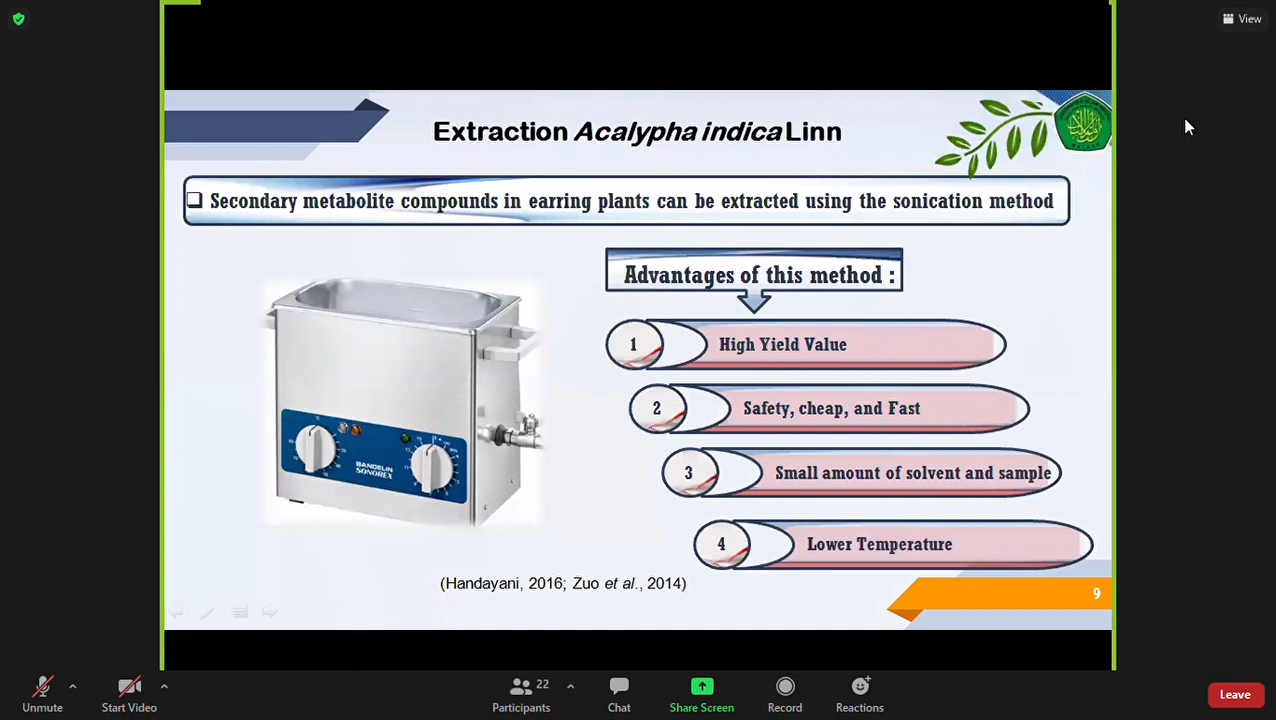 View
Extraction Acalypha indica Linn
Secondary metabolite compounds in earring plants can be extracted using the sonication method
Advantages of this method :
1 High Yield Value
2 Safety, cheap, and Fast
3 Small amount of solvent and sample
4 Lower Temperature
BANDELIN
SONOREX
(Handayani, 2016; Zuo et al., 2014)
9
Unmute
Start Video
22
Participants
Chat
Share Screen
Record
Reactions
Leave